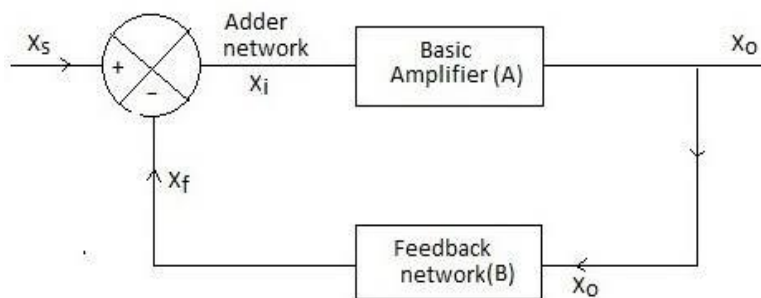 Adder
network
Xs
+
-
Xi
Basic
Amplifier (A)
Xo
Xf
Feedback
network(B)
Xo